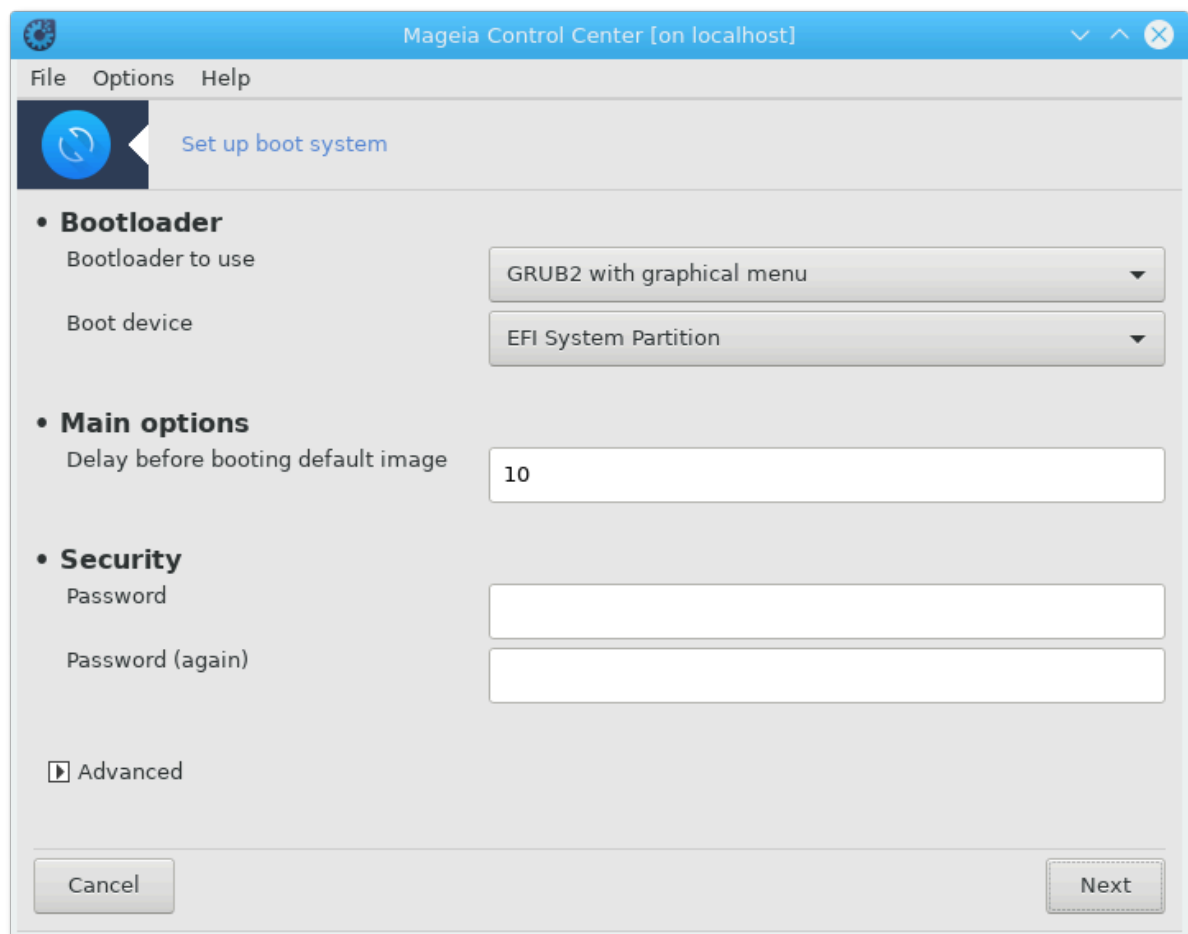 Mageia Control Center [on localhost]
File Options Help
Set up boot system
• Bootloader
Bootloader to use
GRUB2 with graphical menu
Boot device
EFI System Partition
• Main options
Delay before booting default image
10
• Security
Password
Password (again)
Advanced
Cancel
Next